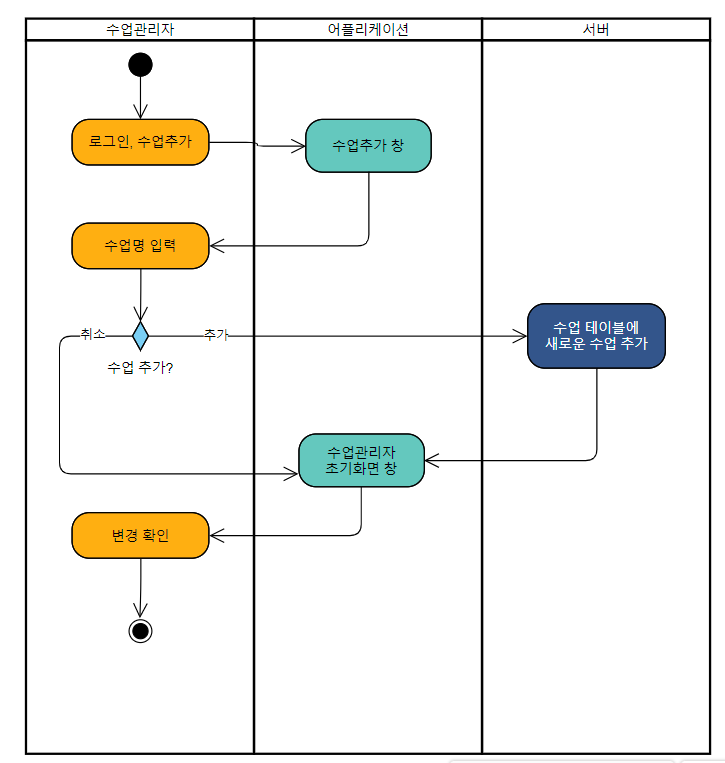 수업관리자
어플리케이션
서버
로그인, 수업추가
수업추가 창
수업명 입력
취소
추가
수업 추가?
수업 테이블에
새로운 수업 추가
수업관리자
초기화면 창
변경 확인